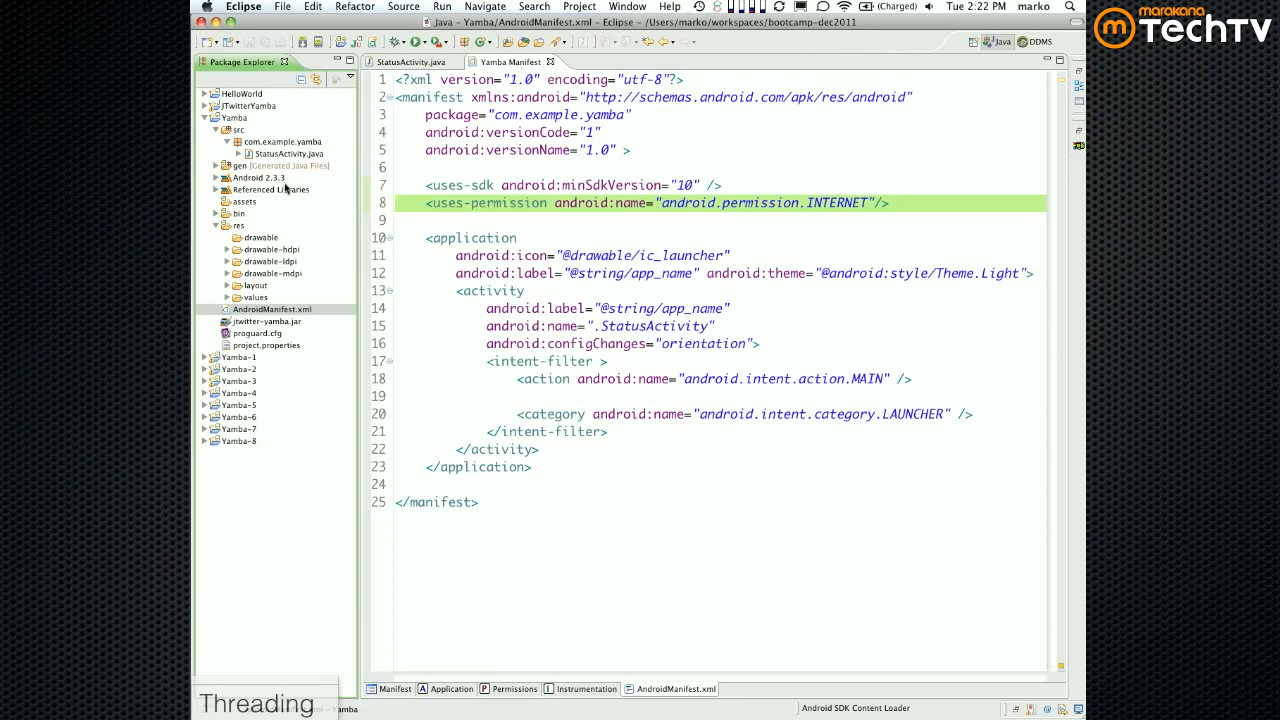 Eclipse File Edit Refactor Source Run Navigate Search Project Window Help (Charged) Tue 2:22 PM marko
Java – Yamba/AndroidManifest.xml – Eclipse – /Users/marko/workspaces/bootcamp-dec2011
marakana
TechTV
Java DDMS
Package Explorer
StatusActivity.java
Yamba Manifest
HelloWorld
JTwitterYamba
Yamba
src
com.example.yamba
StatusActivity.java
gen [Generated Java Files]
Android 2.3.3
Referenced Libraries
assets
bin
res
drawable
drawable-hdpi
drawable-ldpi
drawable-mdpi
layout
values
AndroidManifest.xml
jtwitter-yamba.jar
proguard.cfg
project.properties
Yamba-1
Yamba-2
Yamba-3
Yamba-4
Yamba-5
Yamba-6
Yamba-7
Yamba-8
1 <?xml version="1.0" encoding="utf-8"?>
2 <manifest xmlns:android="http://schemas.android.com/apk/res/android"
3 package="com.example.yamba"
4 android:versionCode="1"
5 android:versionName="1.0" >
6
7 <uses-sdk android:minSdkVersion="10" />
8 <uses-permission android:name="android.permission.INTERNET"/>
9
10 <application
11 android:icon="@drawable/ic_launcher"
12 android:label="@string/app_name" android:theme="@android:style/Theme.Light">
13 <activity
14 android:label="@string/app_name"
15 android:name=".StatusActivity"
16 android:configChanges="orientation">
17 <intent-filter >
18 <action android:name="android.intent.action.MAIN" />
19
20 <category android:name="android.intent.category.LAUNCHER" />
21 </intent-filter>
22 </activity>
23 </application>
24
25 </manifest>
Manifest Application Permissions Instrumentation AndroidManifest.xml
Threading
Yamba
Android SDK Content Loader